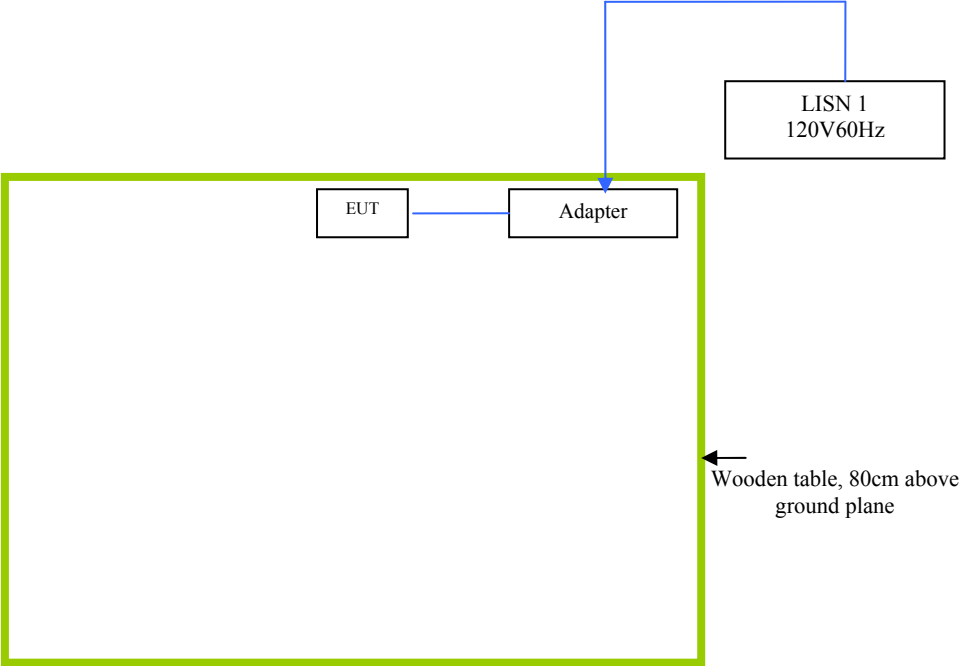 LISN 1
120V60Hz
EUT
Adapter
Wooden table, 80cm above
ground plane